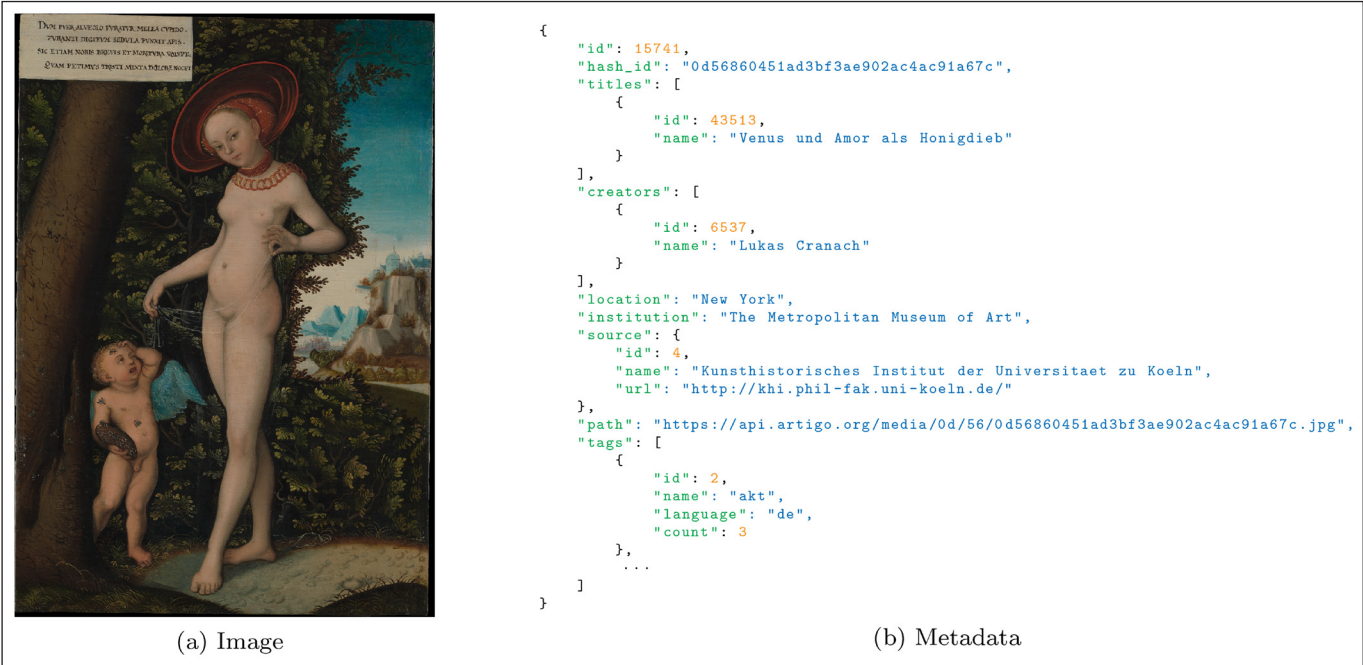 DVM PVER ALVEOLO FVRATVR MELLA CVPIDO.
FVRANTI DIGITVM SEDVLA PVNXIT APIS.
SIC ETIAM NOBIS BREVIS ET MORITVRA VOLVPTAS
QVAM PETIMVS TRISTI MIXTA DOLORE NOCET
{
"id": 15741,
"hash_id": "0d56860451ad3bf3ae902ac4ac91a67c",
"titles": [
{
"id": 43513,
"name": "Venus und Amor als Honigdieb"
}
],
"creators": [
{
"id": 6537,
"name": "Lukas Cranach"
}
],
"location": "New York",
"institution": "The Metropolitan Museum of Art",
"source": {
"id": 4,
"name": "Kunsthistorisches Institut der Universitaet zu Koeln",
"url": "http://khi.phil-fak.uni-koeln.de/"
},
"path": "https://api.artigo.org/media/0d/56/0d56860451ad3bf3ae902ac4ac91a67c.jpg",
"tags": [
{
"id": 2,
"name": "akt",
"language": "de",
"count": 3
},
...
]
}
(a) Image
(b) Metadata